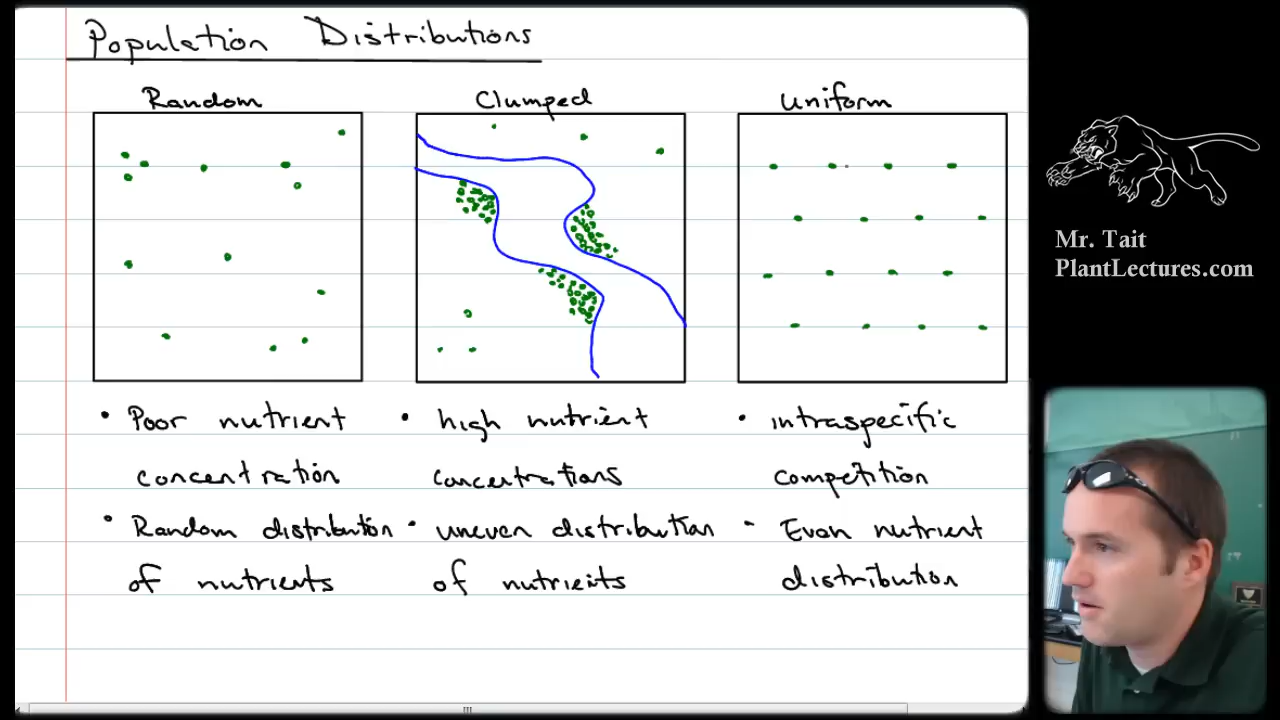 Population Distributions
Random
Clumped
Uniform
• Poor nutrient
concentration
• Random distribution
of nutrients
• high nutrient
concentrations
• uneven distribution
of nutrients
• intraspecific
competition
• Even nutrient
distribution
Mr. Tait
PlantLectures.com